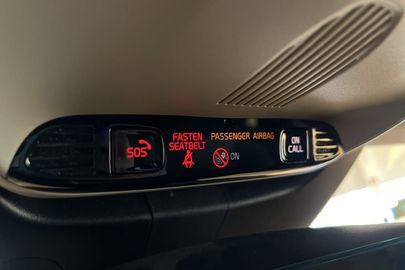 SOS
FASTEN
SEATBELT
PASSENGER AIRBAG
ON
ON
CALL